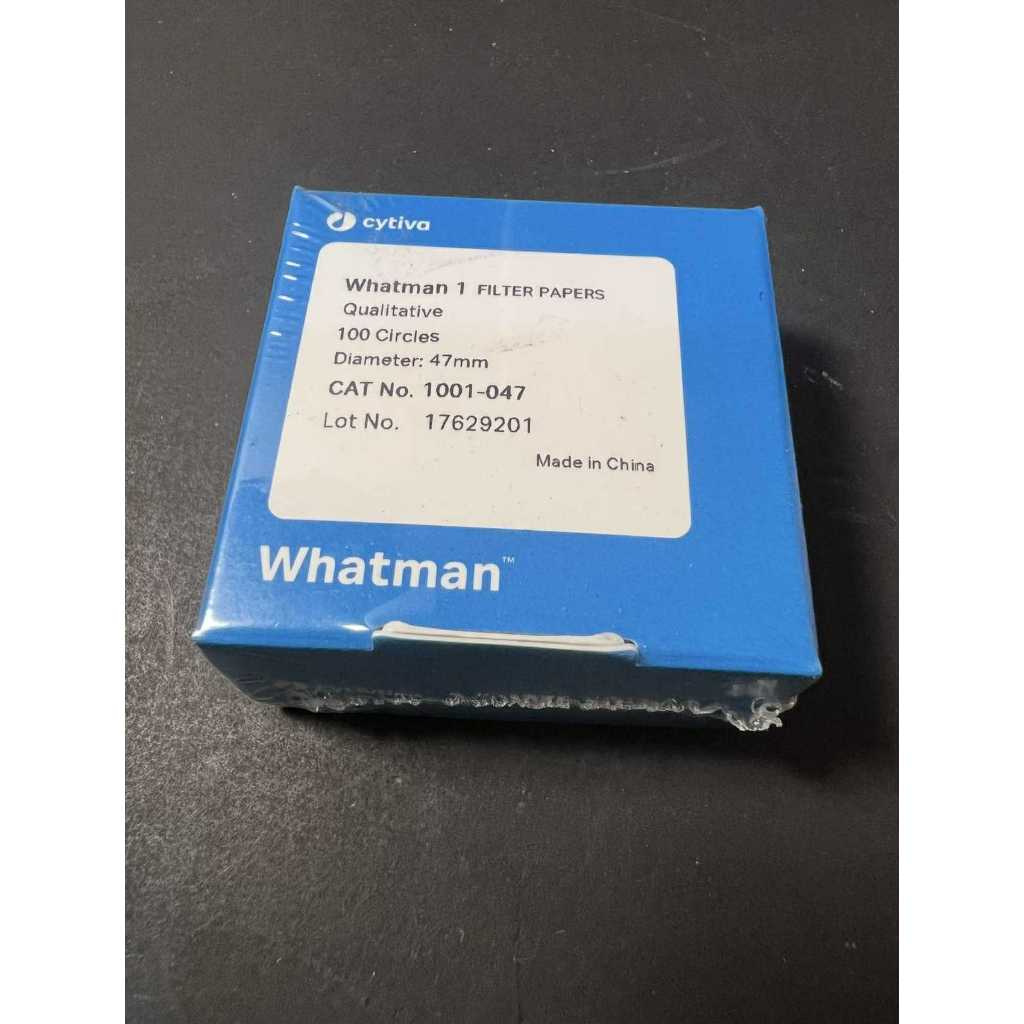 cytiva
Whatman 1 FILTER PAPERS
Qualitative
100 Circles
Diameter: 47mm
CAT No. 1001-047
Lot No. 17629201
Made in China
Whatman™